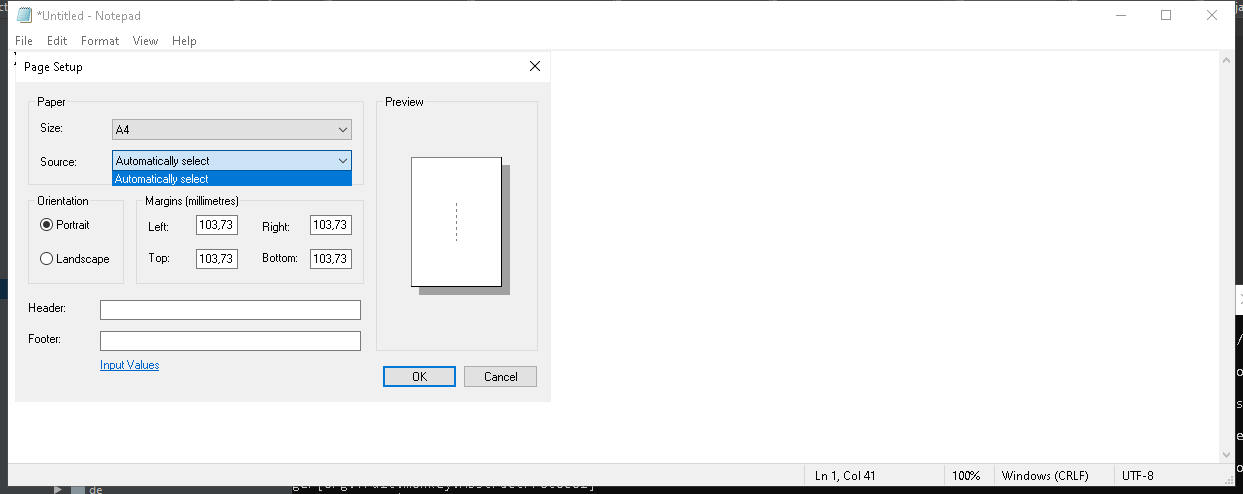 *Untitled - Notepad
File Edit Format View Help
Page Setup
Paper
Size: A4
Source: Automatically select
Automatically select
Orientation
Portrait
Landscape
Margins (millimetres)
Left: 103,73 Right: 103,73
Top: 103,73 Bottom: 103,73
Header:
Footer:
Input Values
Preview
OK Cancel
Ln 1, Col 41 100% Windows (CRLF) UTF-8
de